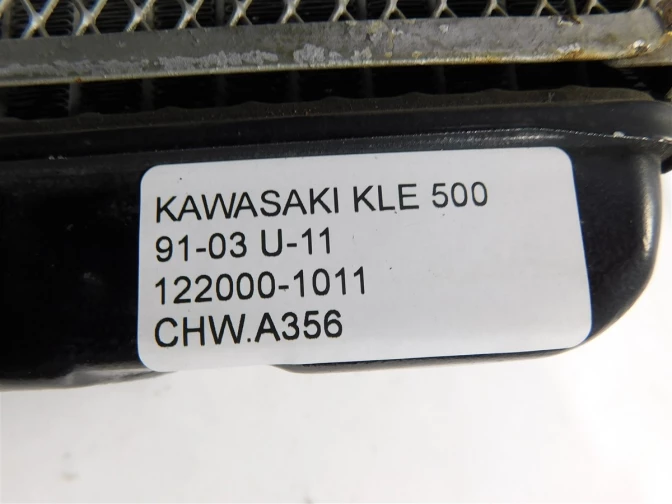 KAWASAKI KLE 500
91-03 U-11
122000-1011
CHW.A356